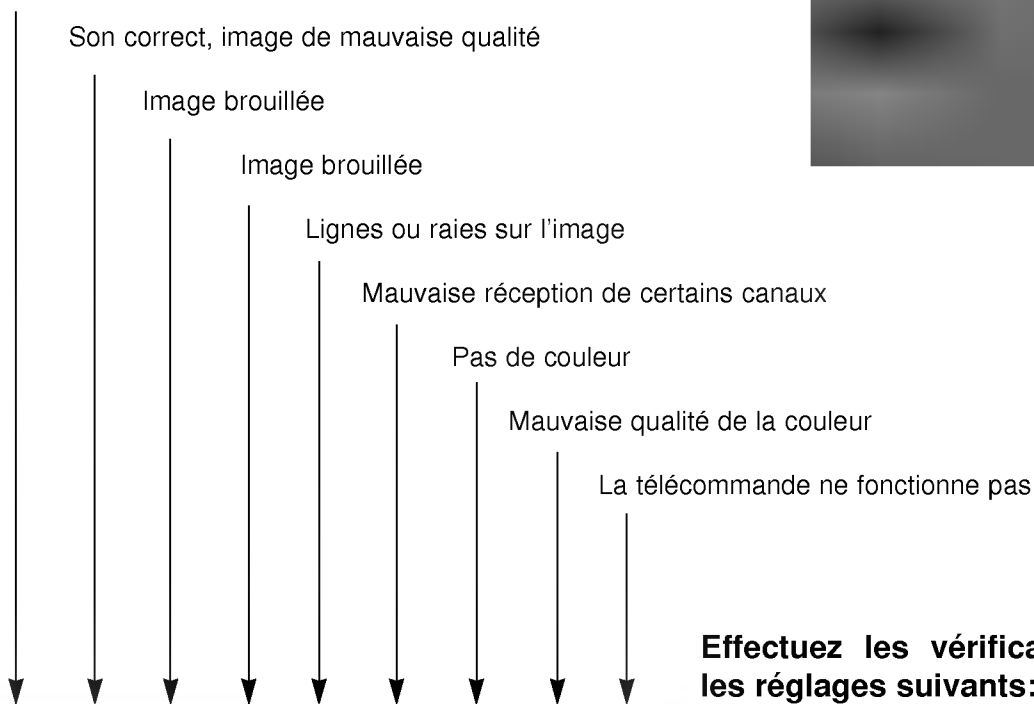 Son correct, image de mauvaise qualité
Image brouillée
Image brouillée
Lignes ou raies sur l'image
Mauvaise réception de certains canaux
Pas de couleur
Mauvaise qualité de la couleur
La télécommande ne fonctionne pas
Effectuez les
les réglages suivants: